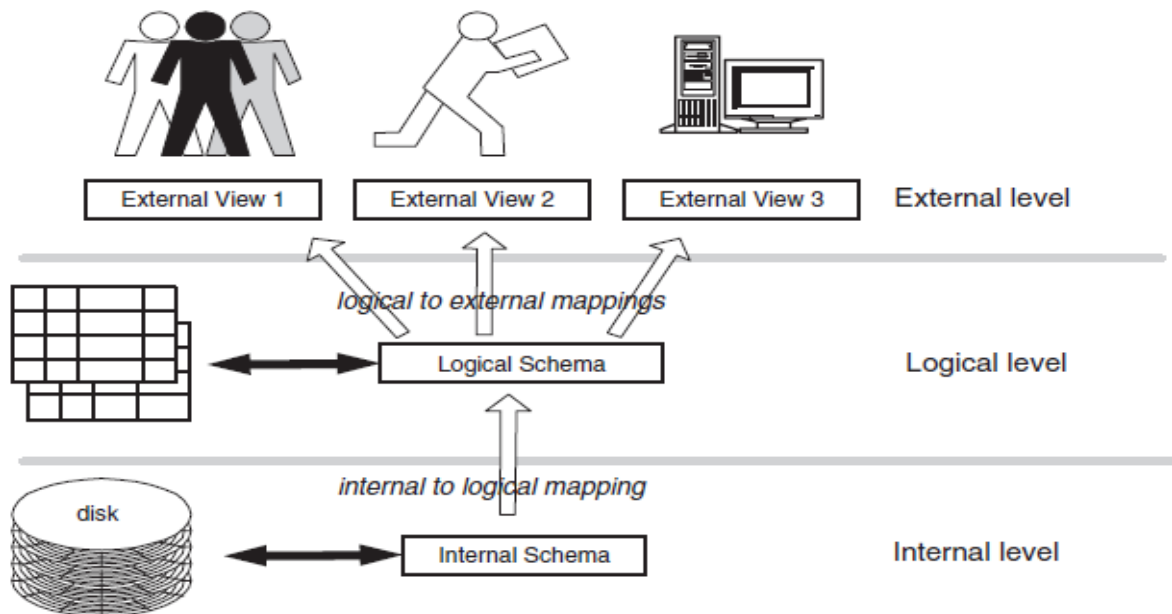 External View 1
External View 2
External View 3
External level
logical to external mappings
Logical Schema
Logical level
internal to logical mapping
disk
Internal Schema
Internal level